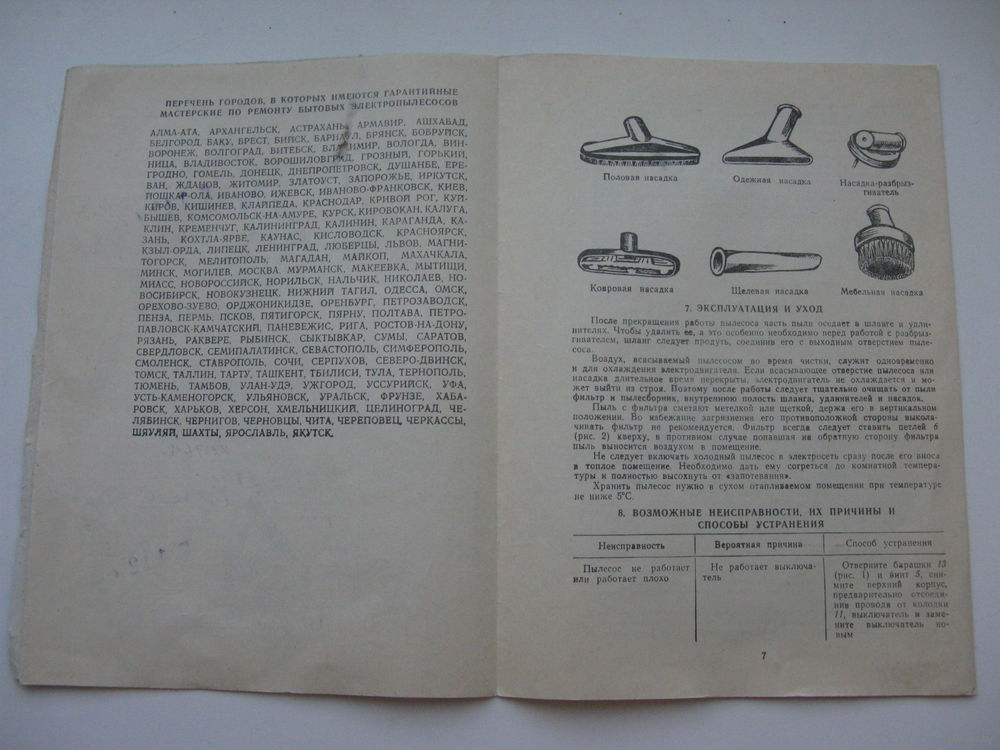 ПЕРЕЧЕНЬ ГОРОДОВ, В КОТОРЫХ ИМЕЮТСЯ ГАРАНТИЙНЫЕ
МАСТЕРСКИЕ ПО РЕМОНТУ БЫТОВЫХ ЭЛЕКТРОПЫЛЕСОСОВ
АЛМА-АТА, АРХАНГЕЛЬСК, АСТРАХАНЬ, АРМАВИР, АШХАБАД,
БЕЛГОРОД, БАКУ, БРЕСТ, БИЙСК, БАРНАУЛ, БРЯНСК, БОБРУЙСК,
ВОРОНЕЖ, ВОЛГОГРАД, ВИТЕБСК, ВЛАДИМИР, ВОЛОГДА, ВИН-
НИЦА, ВЛАДИВОСТОК, ВОРОШИЛОВГРАД, ГРОЗНЫЙ, ГОРЬКИЙ,
ГРОДНО, ГОМЕЛЬ, ДОНЕЦК, ДНЕПРОПЕТРОВСК, ДУШАНБЕ, ЕРЕ-
ВАН, ЖДАНОВ, ЖИТОМИР, ЗЛАТОУСТ, ЗАПОРОЖЬЕ, ИРКУТСК,
ЙОШКАР-ОЛА, ИВАНОВО, ИЖЕВСК, ИВАНОВО-ФРАНКОВСК, КИЕВ,
КИРОВ, КИШИНЕВ, КЛАЙПЕДА, КРАСНОДАР, КРИВОЙ РОГ, КУЙ-
БЫШЕВ, КОМСОМОЛЬСК-НА-АМУРЕ, КУРСК, КИРОВОКАН, КАЛУГА,
КЛИН, КРЕМЕНЧУГ, КАЛИНИНГРАД, КАЛИНИН, КАРАГАНДА, КА-
ЗАНЬ, КОХТЛА-ЯРВЕ, КАУНАС, КИСЛОВОДСК, КРАСНОЯРСК,
КЗЫЛ-ОРДА, ЛИПЕЦК, ЛЕНИНГРАД, ЛЮБЕРЦЫ, ЛЬВОВ, МАГНИ-
ТОГОРСК, МЕЛИТОПОЛЬ, МАГАДАН, МАЙКОП, МАХАЧКАЛА,
МИНСК, МОГИЛЕВ, МОСКВА, МУРМАНСК, МАКЕЕВКА, МЫТИЩИ,
МИАСС, НОВОРОССИЙСК, НОРИЛЬСК, НАЛЬЧИК, НИКОЛАЕВ, НО-
ВОСИБИРСК, НОВОКУЗНЕЦК, НИЖНИЙ ТАГИЛ, ОДЕССА, ОМСК,
ОРЕХОВО-ЗУЕВО, ОРДЖОНИКИДЗЕ, ОРЕНБУРГ, ПЕТРОЗАВОДСК,
ПЕНЗА, ПЕРМЬ, ПСКОВ, ПЯТИГОРСК, ПЯРНУ, ПОЛТАВА, ПЕТРО-
ПАВЛОВСК-КАМЧАТСКИЙ, ПАНЕВЕЖИС, РИГА, РОСТОВ-НА-ДОНУ,
РЯЗАНЬ, РАКВЕРЕ, РЫБИНСК, СЫКТЫВКАР, СУМЫ, САРАТОВ,
СВЕРДЛОВСК, СЕМИПАЛАТИНСК, СЕВАСТОПОЛЬ, СИМФЕРОПОЛЬ,
СМОЛЕНСК, СТАВРОПОЛЬ, СОЧИ, СЕРПУХОВ, СЕВЕРО-ДВИНСК,
ТОМСК, ТАЛЛИН, ТАРТУ, ТАШКЕНТ, ТБИЛИСИ, ТУЛА, ТЕРНОПОЛЬ,
ТЮМЕНЬ, ТАМБОВ, УЛАН-УДЭ, УЖГОРОД, УССУРИЙСК, УФА,
УСТЬ-КАМЕНОГОРСК, УЛЬЯНОВСК, УРАЛЬСК, ФРУНЗЕ, ХАБА-
РОВСК, ХАРЬКОВ, ХЕРСОН, ХМЕЛЬНИЦКИЙ, ЦЕЛИНОГРАД, ЧЕ-
ЛЯБИНСК, ЧЕРНИГОВ, ЧЕРНОВЦЫ, ЧИТА, ЧЕРЕПОВЕЦ, ЧЕРКАССЫ,
ШЯУЛЯЙ, ШАХТЫ, ЯРОСЛАВЛЬ, ЯКУТСК.
Половая насадка
Одежная насадка
Насадка-разбрыз-
гиватель
Ковровая насадка
Щелевая насадка
Мебельная насадка
7. ЭКСПЛУАТАЦИЯ И УХОД
После прекращения работы пылесоса часть пыли оседает в шланге и удли-
нителях. Чтобы удалить ее, а это особенно необходимо перед работой с разбрыз-
гивателем, шланг следует продуть, соединив его с выходным отверстием пыле-
соса.
Воздух, всасываемый пылесосом во время чистки, служит одновременно
и для охлаждения электродвигателя. Если всасывающее отверстие пылесоса или
насадка длительное время перекрыты, электродвигатель не охлаждается и мо-
жет выйти из строя. Поэтому после работы следует тщательно очищать от пыли
фильтр и пылесборник, внутреннюю полость шланга, удлинителей и насадок.
Пыль с фильтра сметают метелкой или щеткой, держа его в вертикальном
положении. Во избежание загрязнения его противоположной стороны выкола-
чивать фильтр не рекомендуется. Фильтр всегда следует ставить петлей 6
(рис. 2) кверху, в противном случае попавшая на обратную сторону фильтра
пыль выносится воздухом в помещение.
Не следует включать холодный пылесос в электросеть сразу после его вноса
в теплое помещение. Необходимо дать ему согреться до комнатной темпера-
туры и полностью высохнуть от «запотевания».
Хранить пылесос нужно в сухом отапливаемом помещении при температуре
не ниже 5°С.
8. ВОЗМОЖНЫЕ НЕИСПРАВНОСТИ, ИХ ПРИЧИНЫ И
СПОСОБЫ УСТРАНЕНИЯ
Неисправность
Вероятная причина
Способ устранения
Пылесос не работает
или работает плохо
Не работает выключа-
тель
Отверните барашки 13
(рис. 1) и винт 5, сни-
мите верхний корпус,
предварительно отсоеди-
нив провода от колодки
11, выключатель и заме-
ните выключатель но-
вым
7